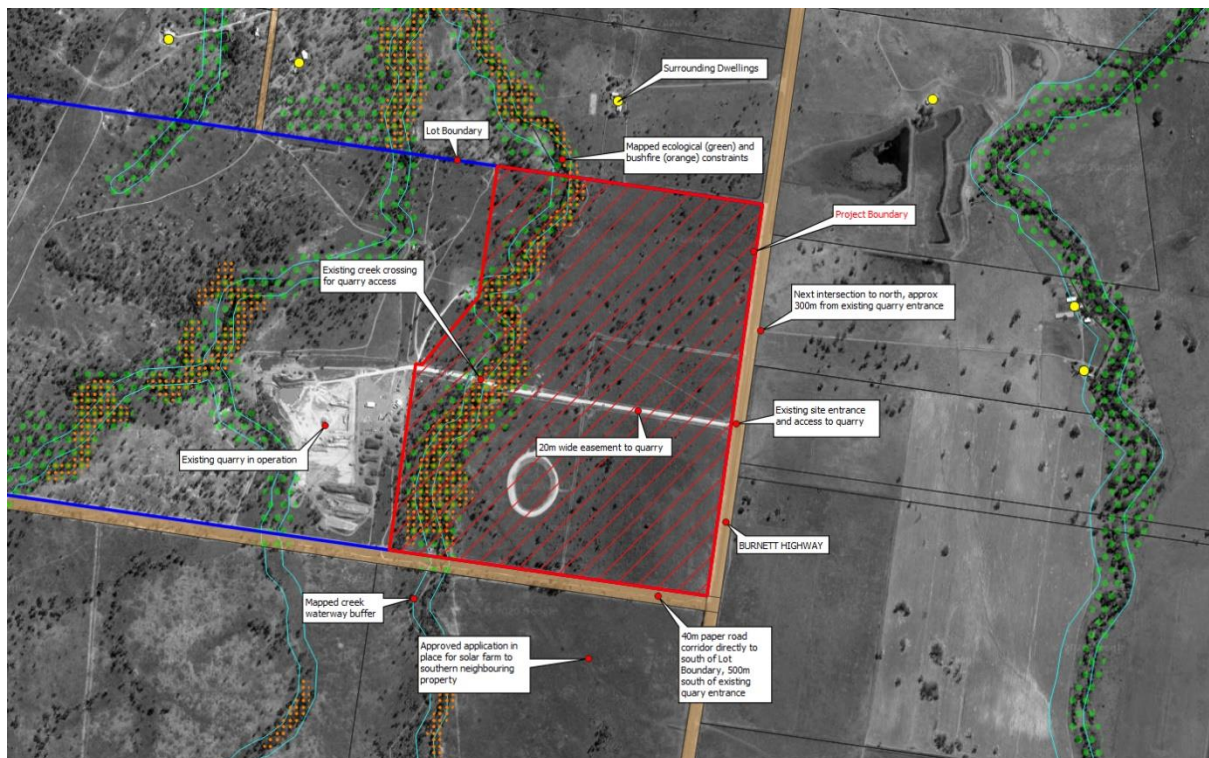 Surrounding Dwellings
Lot Boundary
Mapped ecological (green) and
bushfire (orange) constraints
Project Boundary
Existing creek crossing
for quarry access
Next intersection to north, approx
300m from existing quarry entrance
Existing site entrance
and access to quarry
20m wide easement to quarry
Existing quarry in operation
BURNETT HIGHWAY
Mapped creek
waterway buffer
Approved application in
place for solar farm to
southern neighbouring
property
40m paper road
corridor directly to
south of Lot
Boundary, 500m
south of existing
quary entrance